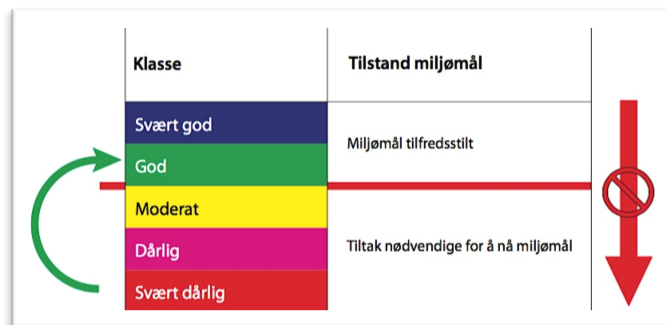 Klasse
Tilstand miljømål
Svært god
God
Miljømål tilfredsstilt
Moderat
Dårlig
Svært dårlig
Tiltak nødvendige for å nå miljømål